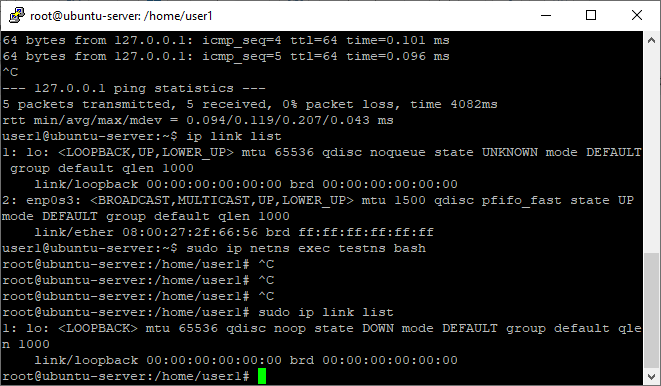 root@ubuntu-server: /home/user1
64 bytes from 127.0.0.1: icmp_seq=4 ttl=64 time=0.101 ms
64 bytes from 127.0.0.1: icmp_seq=5 ttl=64 time=0.096 ms
^C
--- 127.0.0.1 ping statistics ---
5 packets transmitted, 5 received, 0% packet loss, time 4082ms
rtt min/avg/max/mdev = 0.094/0.119/0.207/0.043 ms
user1@ubuntu-server:~$ ip link list
1: lo: <LOOPBACK,UP,LOWER_UP> mtu 65536 qdisc noqueue state UNKNOWN mode DEFAULT
 group default qlen 1000
    link/loopback 00:00:00:00:00:00 brd 00:00:00:00:00:00
2: enp0s3: <BROADCAST,MULTICAST,UP,LOWER_UP> mtu 1500 qdisc pfifo_fast state UP
mode DEFAULT group default qlen 1000
    link/ether 08:00:27:2f:66:56 brd ff:ff:ff:ff:ff:ff
user1@ubuntu-server:~$ sudo ip netns exec testns bash
root@ubuntu-server:/home/user1# ^C
root@ubuntu-server:/home/user1# ^C
root@ubuntu-server:/home/user1# ^C
root@ubuntu-server:/home/user1# sudo ip link list
1: lo: <LOOPBACK> mtu 65536 qdisc noop state DOWN mode DEFAULT group default qle
n 1000
    link/loopback 00:00:00:00:00:00 brd 00:00:00:00:00:00
root@ubuntu-server:/home/user1#